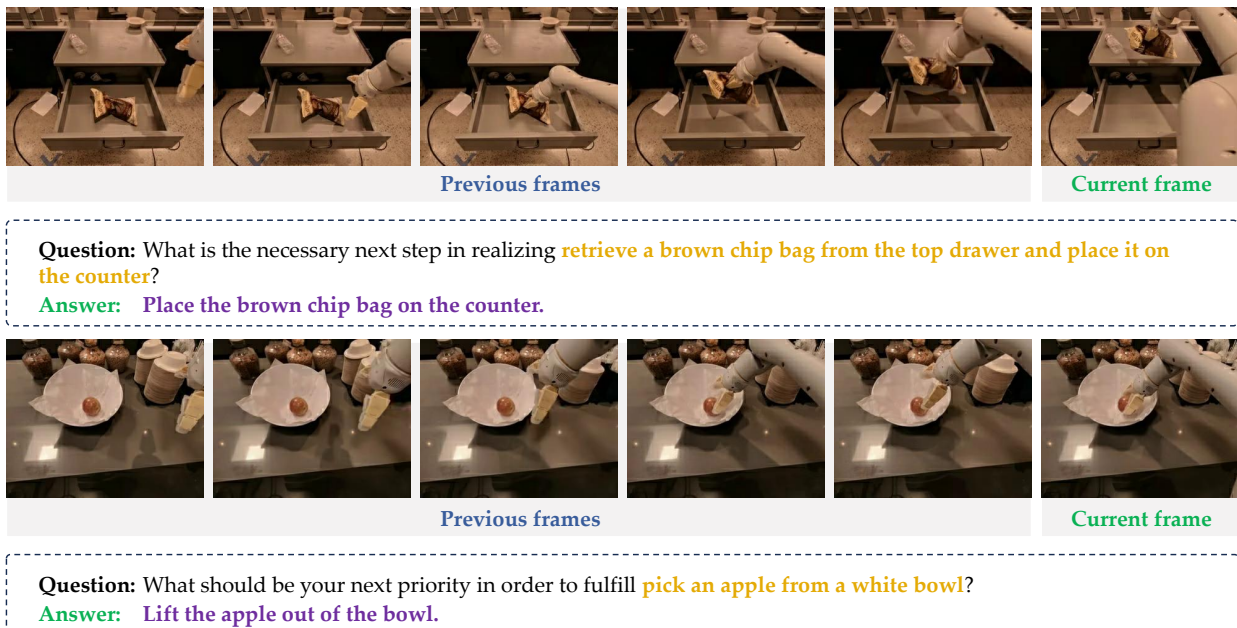 Previous frames
Current frame
Question: What is the necessary next step in realizing retrieve a brown chip bag from the top drawer and place it on
the counter?
Answer: Place the brown chip bag on the counter.
Previous frames
Current frame
Question: What should be your next priority in order to fulfill pick an apple from a white bowl?
Answer: Lift the apple out of the bowl.